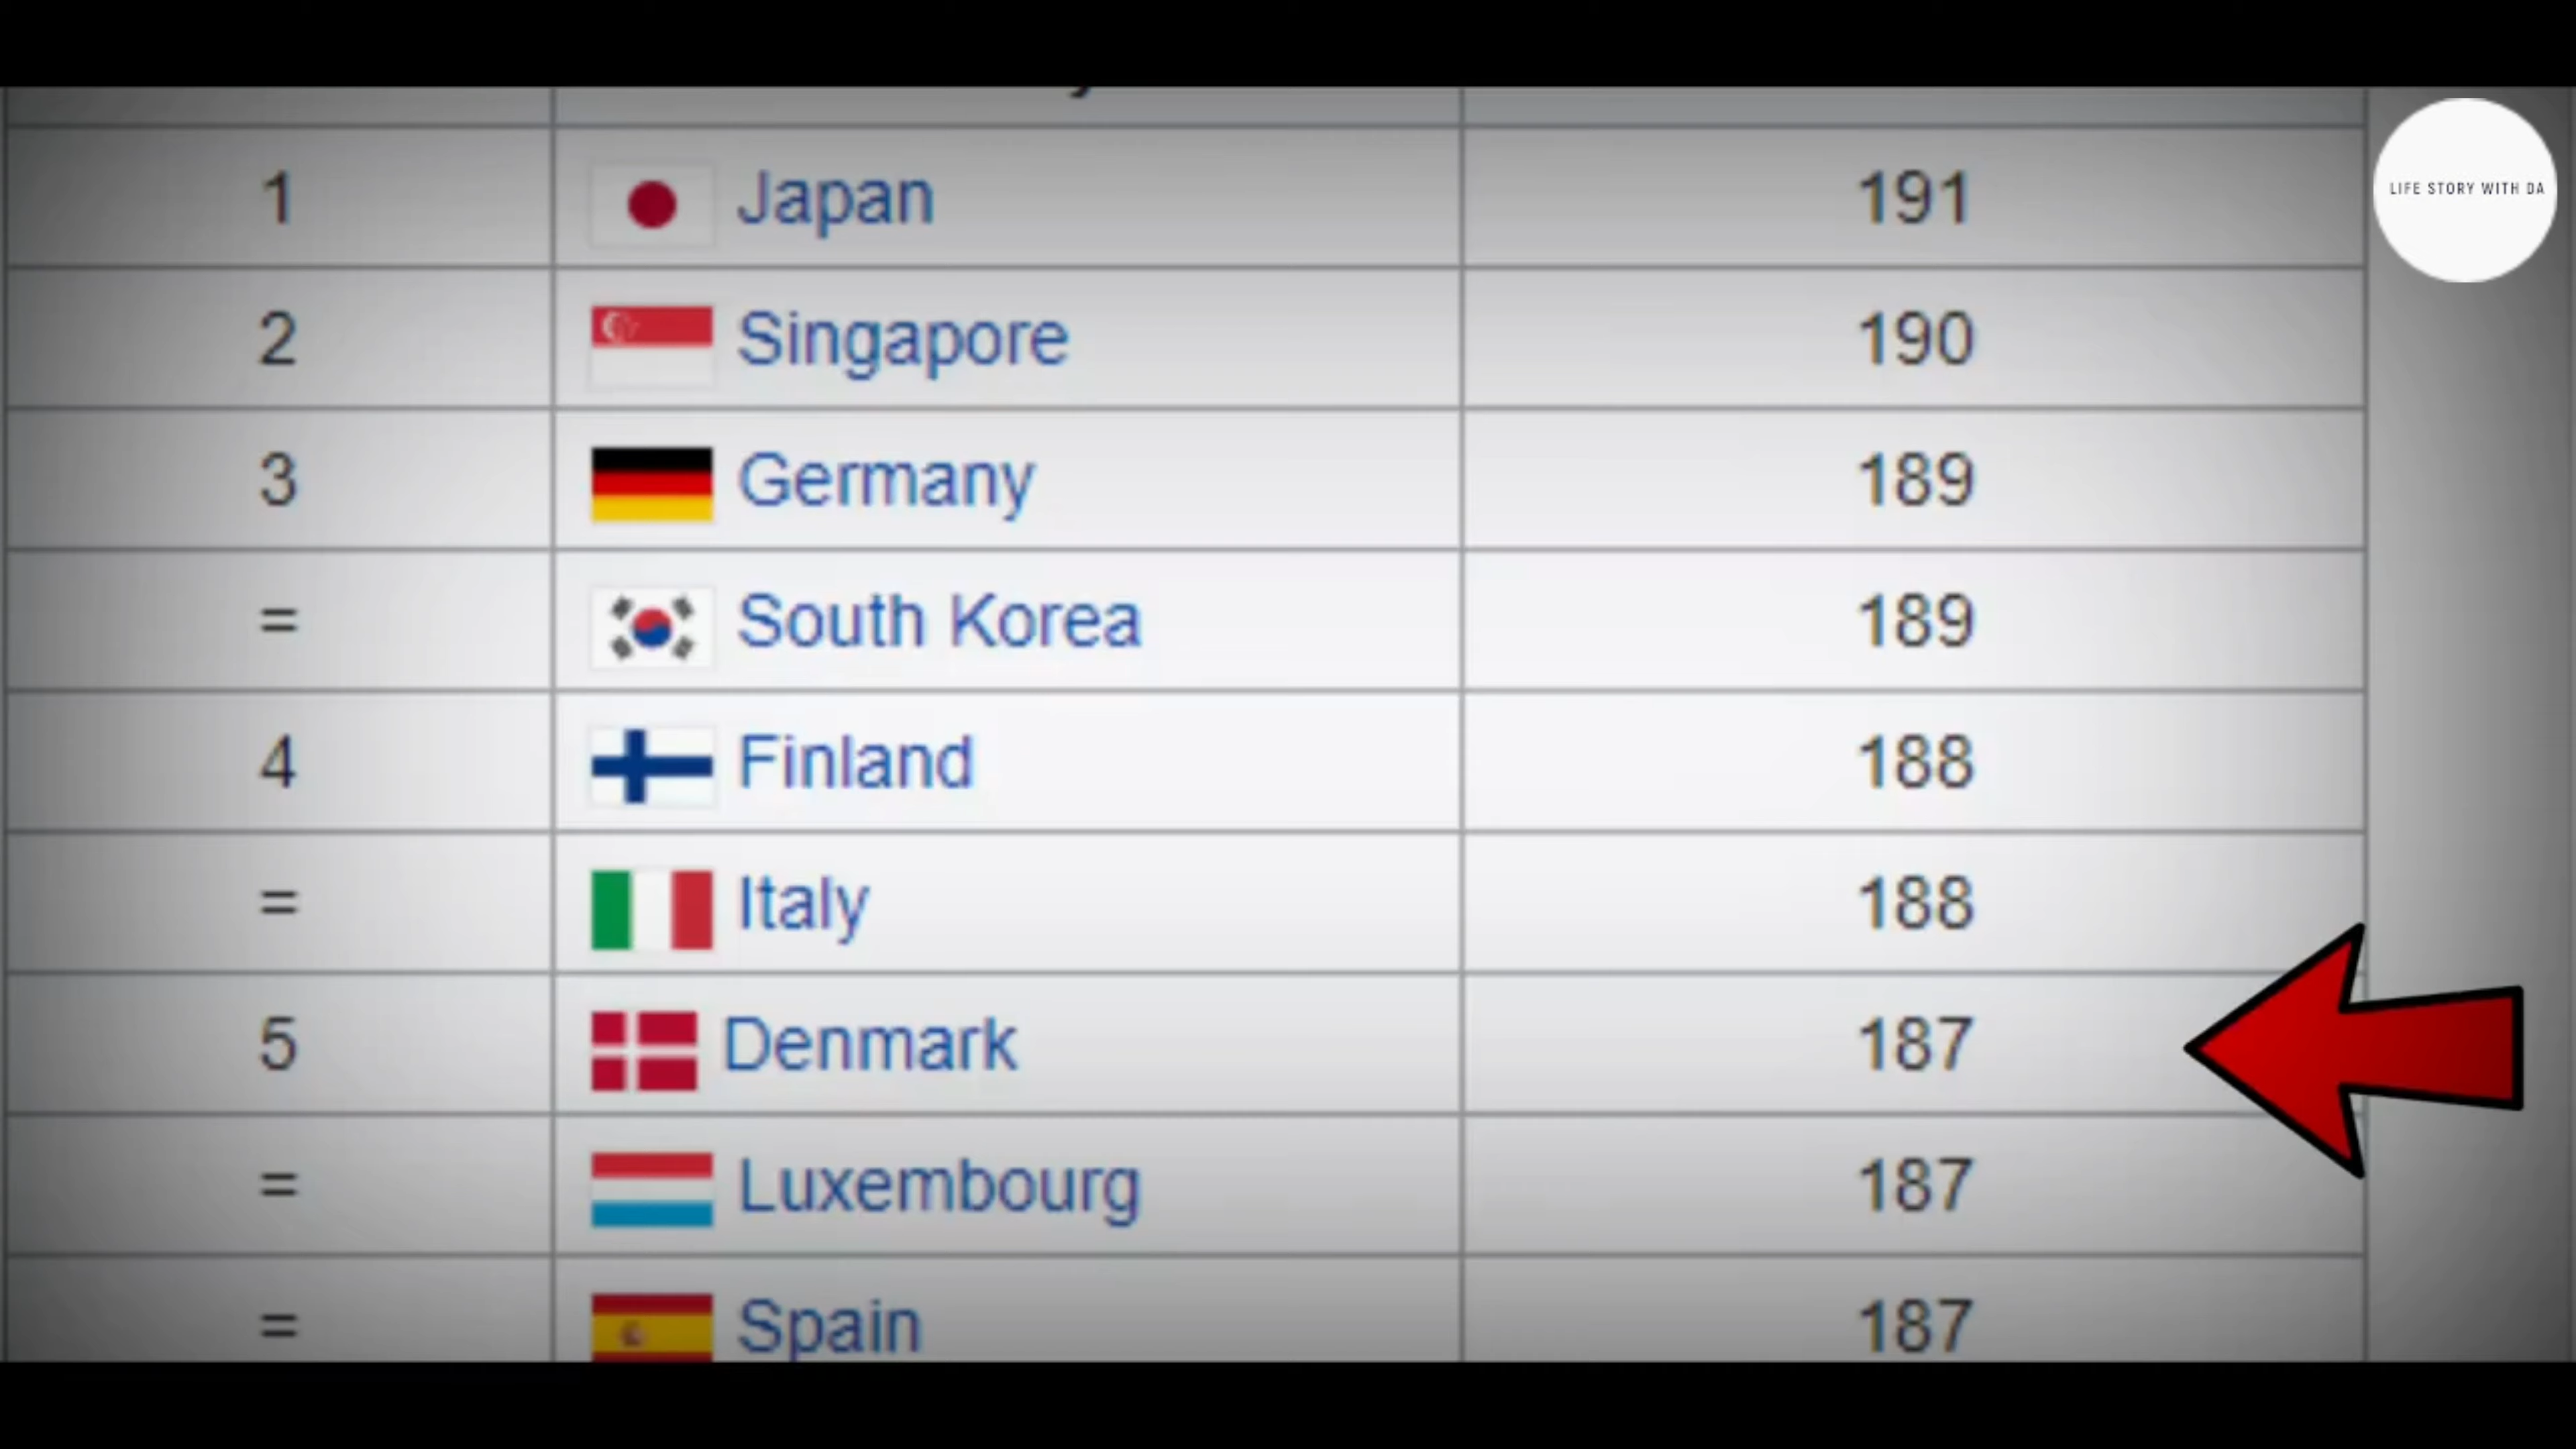 1 Japan 191
2 Singapore 190
3 Germany 189
= South Korea 189
4 Finland 188
= Italy 188
5 Denmark 187
= Luxembourg 187
= Spain 187
LIFE STORY WITH DA